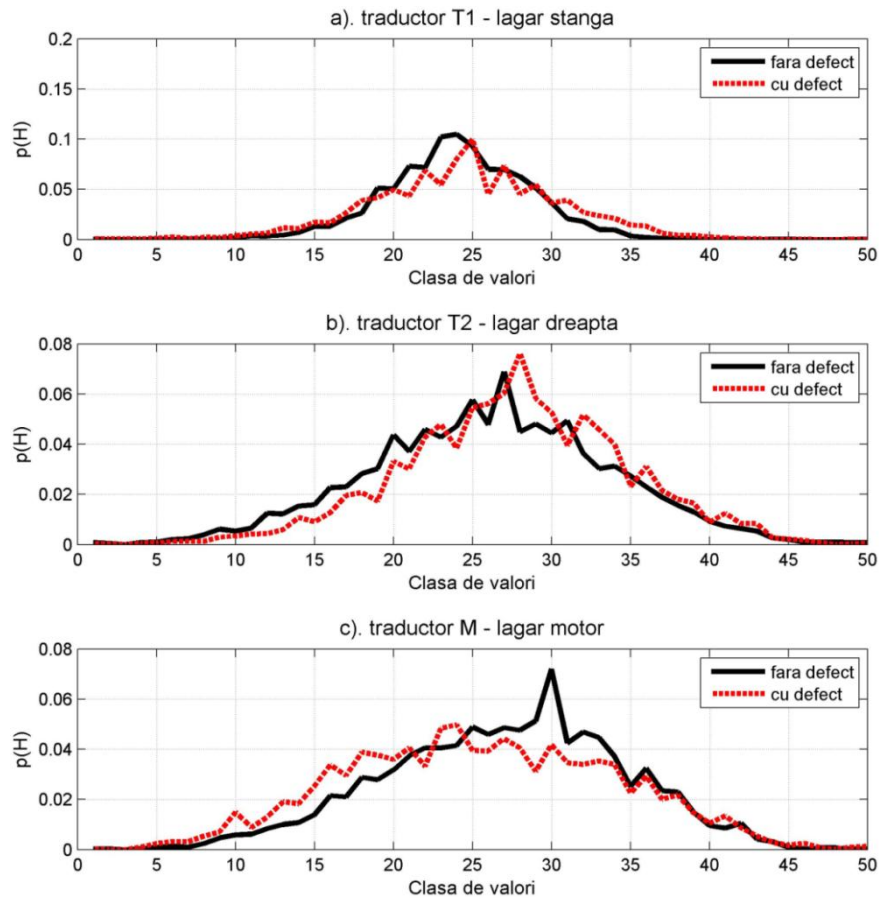 a). traductor T1 - lagar stanga
0.2
0.15
0.1
0.05
0
p(H)
fara defect
cu defect
0 5 10 15 20 25 30 35 40 45 50
Clasa de valori
b). traductor T2 - lagar dreapta
0.08
0.06
0.04
0.02
0
p(H)
fara defect
cu defect
0 5 10 15 20 25 30 35 40 45 50
Clasa de valori
c). traductor M - lagar motor
0.08
0.06
0.04
0.02
0
p(H)
fara defect
cu defect
0 5 10 15 20 25 30 35 40 45 50
Clasa de valori